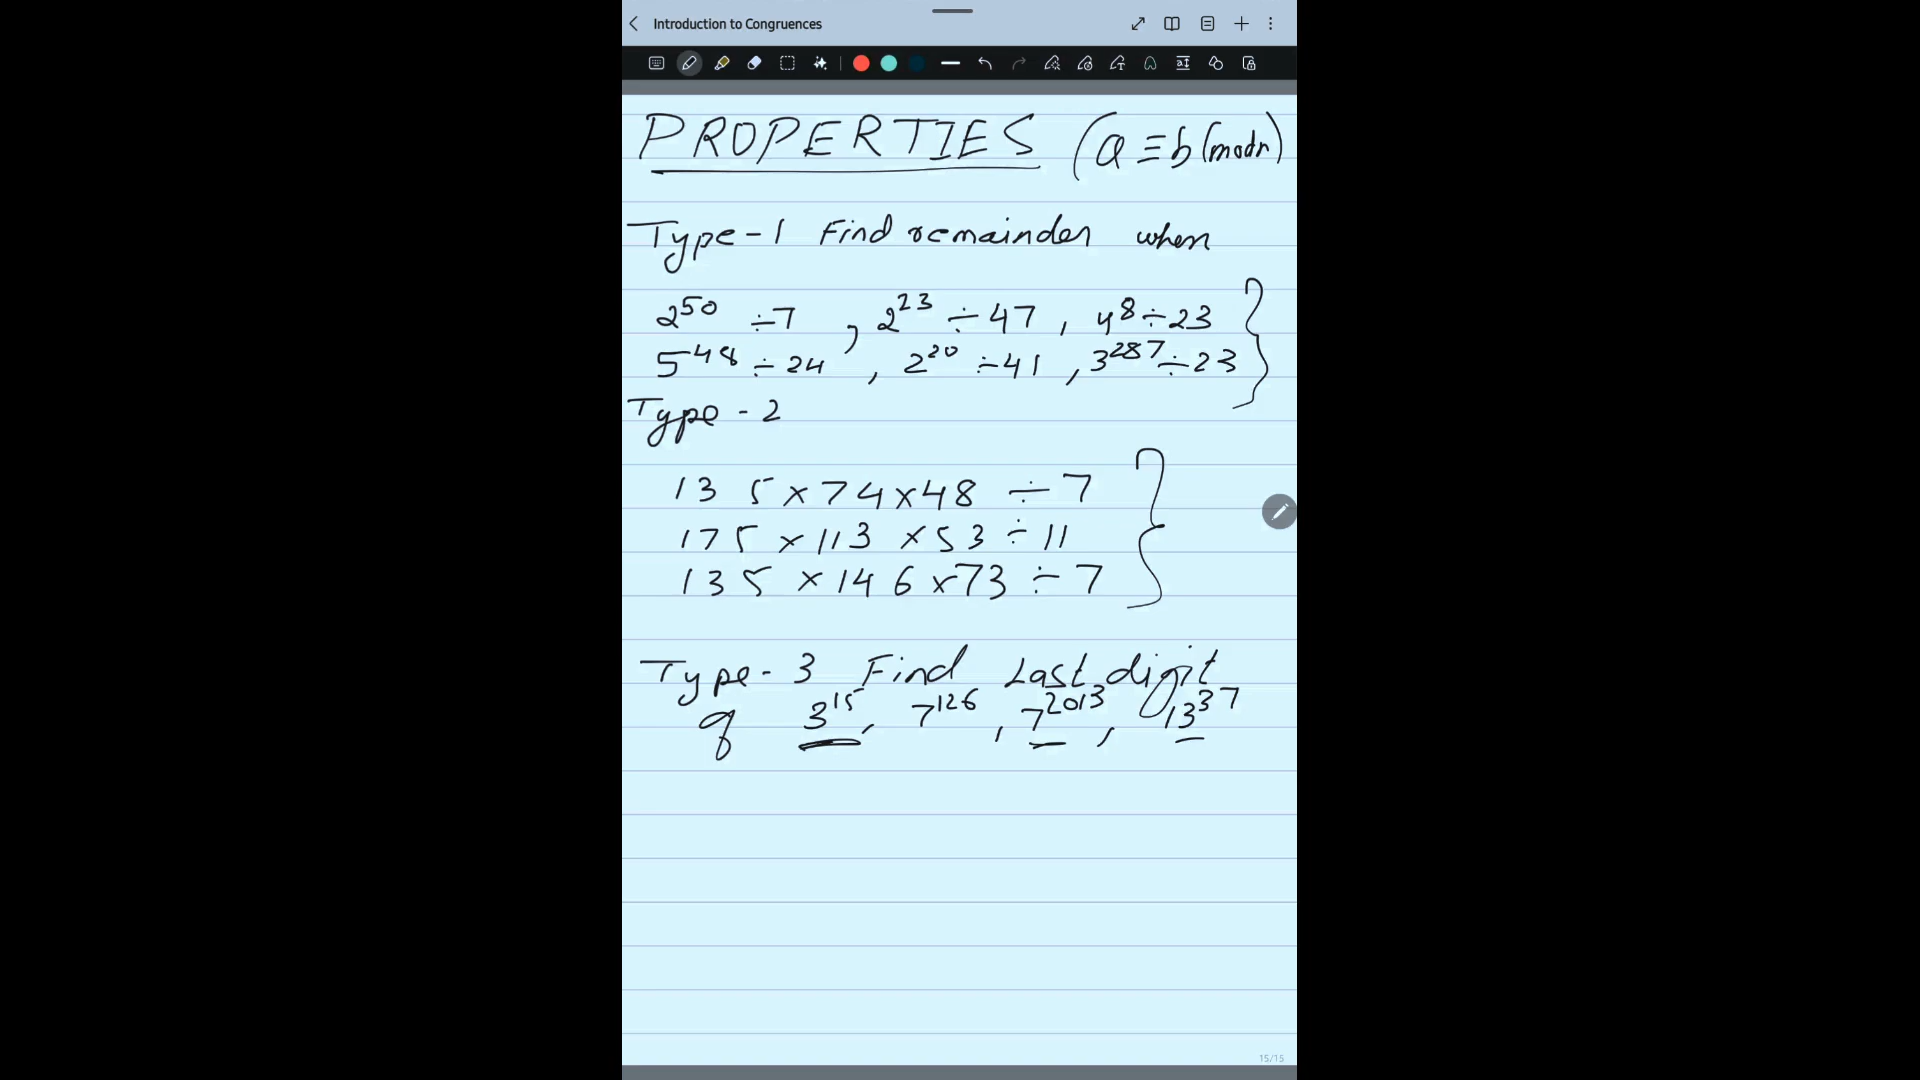 Introduction to Congruences
PROPERTIES (a ≡ b (mod n)
Type - 1 Find remainder when
2^50 ÷ 7 , 2^23 ÷ 47 , 4^8 ÷ 23
5^48 ÷ 24 , 2^20 ÷ 41 , 3^287 ÷ 23
Type - 2
135 × 74 × 48 ÷ 7
175 × 113 × 53 ÷ 11
135 × 146 × 73 ÷ 7
Type - 3 Find Last digit
of 3^15 , 7^126 , 7^2013 , 13^37
15/15